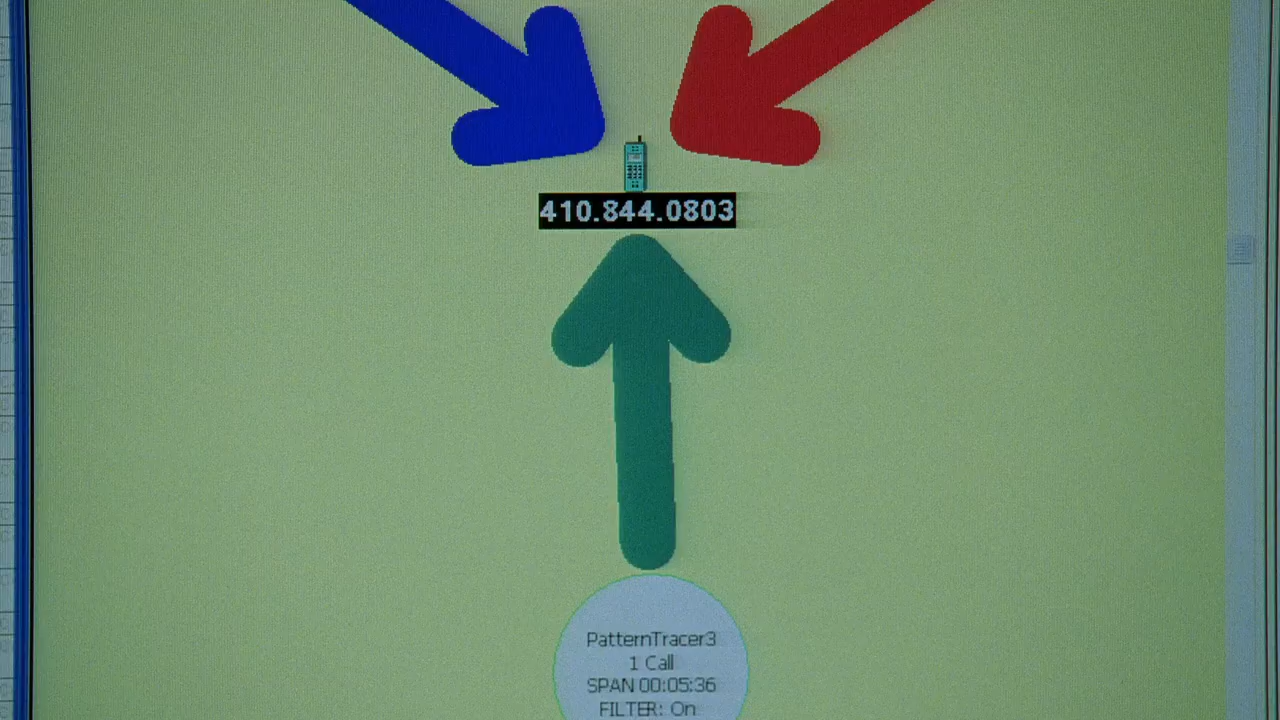 410.844.0803
PatternTracer3
1 Call
SPAN 00:05:36
FILTER: On